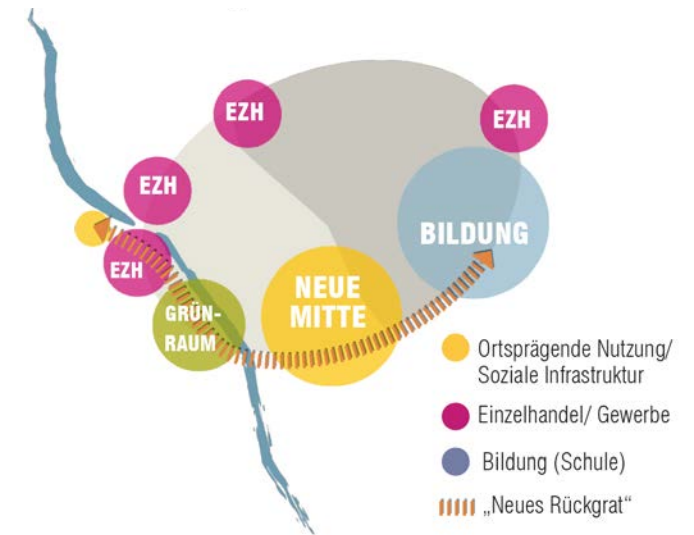 EZH
EZH
EZH
EZH
BILDUNG
NEUE
MITTE
GRÜN-
RAUM
Ortsprägende Nutzung/
Soziale Infrastruktur
Einzelhandel/ Gewerbe
Bildung (Schule)
„Neues Rückgrat“